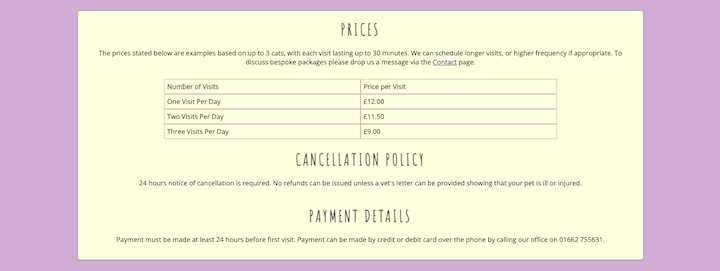 PRICES
The prices stated below are examples based on up to 3 cats, with each visit lasting up to 30 minutes. We can schedule longer visits, or higher frequency if appropriate. To
discuss bespoke packages please drop us a message via the Contact page.
Number of Visits Price per Visit
One Visit Per Day £12.00
Two Visits Per Day £11.50
Three Visits Per Day £9.00
CANCELLATION POLICY
24 hours notice of cancellation is required. No refunds can be issued unless a vet's letter can be provided showing that your pet is ill or injured.
PAYMENT DETAILS
Payment must be made at least 24 hours before first visit. Payment can be made by credit or debit card over the phone by calling our office on 01662 755631.